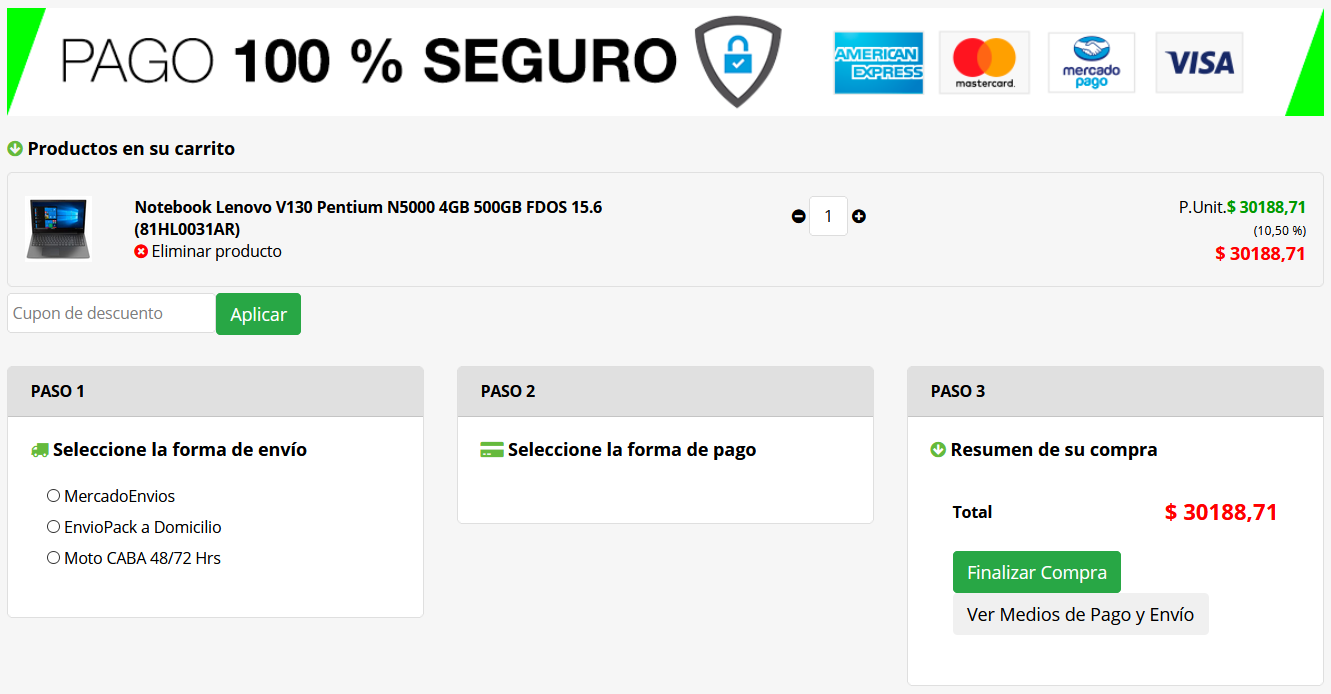 PAGO 100 % SEGURO
AMERICAN EXPRESS
mastercard.
mercado pago
VISA
Productos en su carrito
Notebook Lenovo V130 Pentium N5000 4GB 500GB FDOS 15.6
(81HL0031AR)
Eliminar producto
1
P.Unit.$ 30188,71
(10,50 %)
$ 30188,71
Cupon de descuento
Aplicar
PASO 1
Seleccione la forma de envío
MercadoEnvios
EnvioPack a Domicilio
Moto CABA 48/72 Hrs
PASO 2
Seleccione la forma de pago
PASO 3
Resumen de su compra
Total $ 30188,71
Finalizar Compra
Ver Medios de Pago y Envío